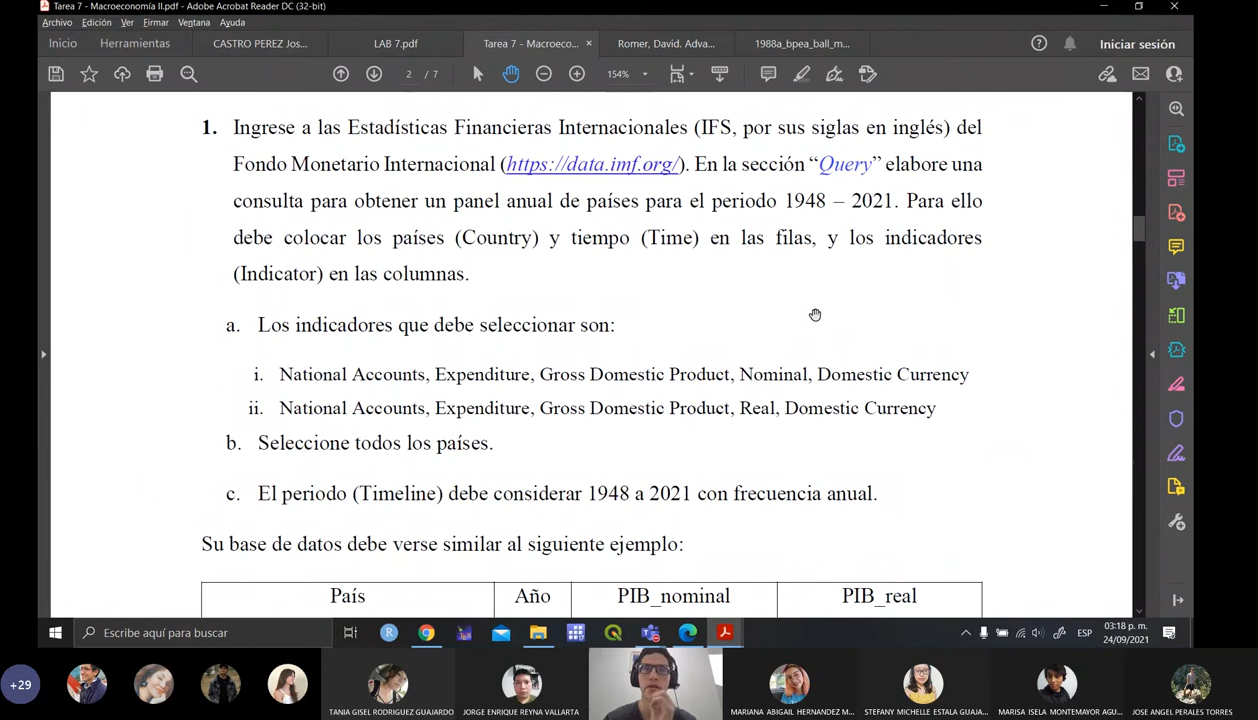 Tarea 7 - Macroeconomía II.pdf - Adobe Acrobat Reader DC (32-bit)
Archivo Edición Ver Firmar Ventana Ayuda
Inicio Herramientas CASTRO PEREZ Jos... LAB 7.pdf Tarea 7 - Macroeco... × Romer, David. Adva... 1988a_bpea_ball_m... Iniciar sesión
2 / 7 154%
1. Ingrese a las Estadísticas Financieras Internacionales (IFS, por sus siglas en inglés) del
Fondo Monetario Internacional (https://data.imf.org/). En la sección “Query” elabore una
consulta para obtener un panel anual de países para el periodo 1948 – 2021. Para ello
debe colocar los países (Country) y tiempo (Time) en las filas, y los indicadores
(Indicator) en las columnas.
a. Los indicadores que debe seleccionar son:
i. National Accounts, Expenditure, Gross Domestic Product, Nominal, Domestic Currency
ii. National Accounts, Expenditure, Gross Domestic Product, Real, Domestic Currency
b. Seleccione todos los países.
c. El periodo (Timeline) debe considerar 1948 a 2021 con frecuencia anual.
Su base de datos debe verse similar al siguiente ejemplo:
País Año PIB_nominal PIB_real
Escribe aquí para buscar
ESP
03:18 p. m.
24/09/2021
+29
TANIA GISEL RODRIGUEZ GUAJARDO JORGE ENRIQUE REYNA VALLARTA MARIANA ABIGAIL HERNANDEZ M... STEFANY MICHELLE ESTALA GUAJA... MARISA ISELA MONTEMAYOR AGU... JOSE ANGEL PERALES TORRES